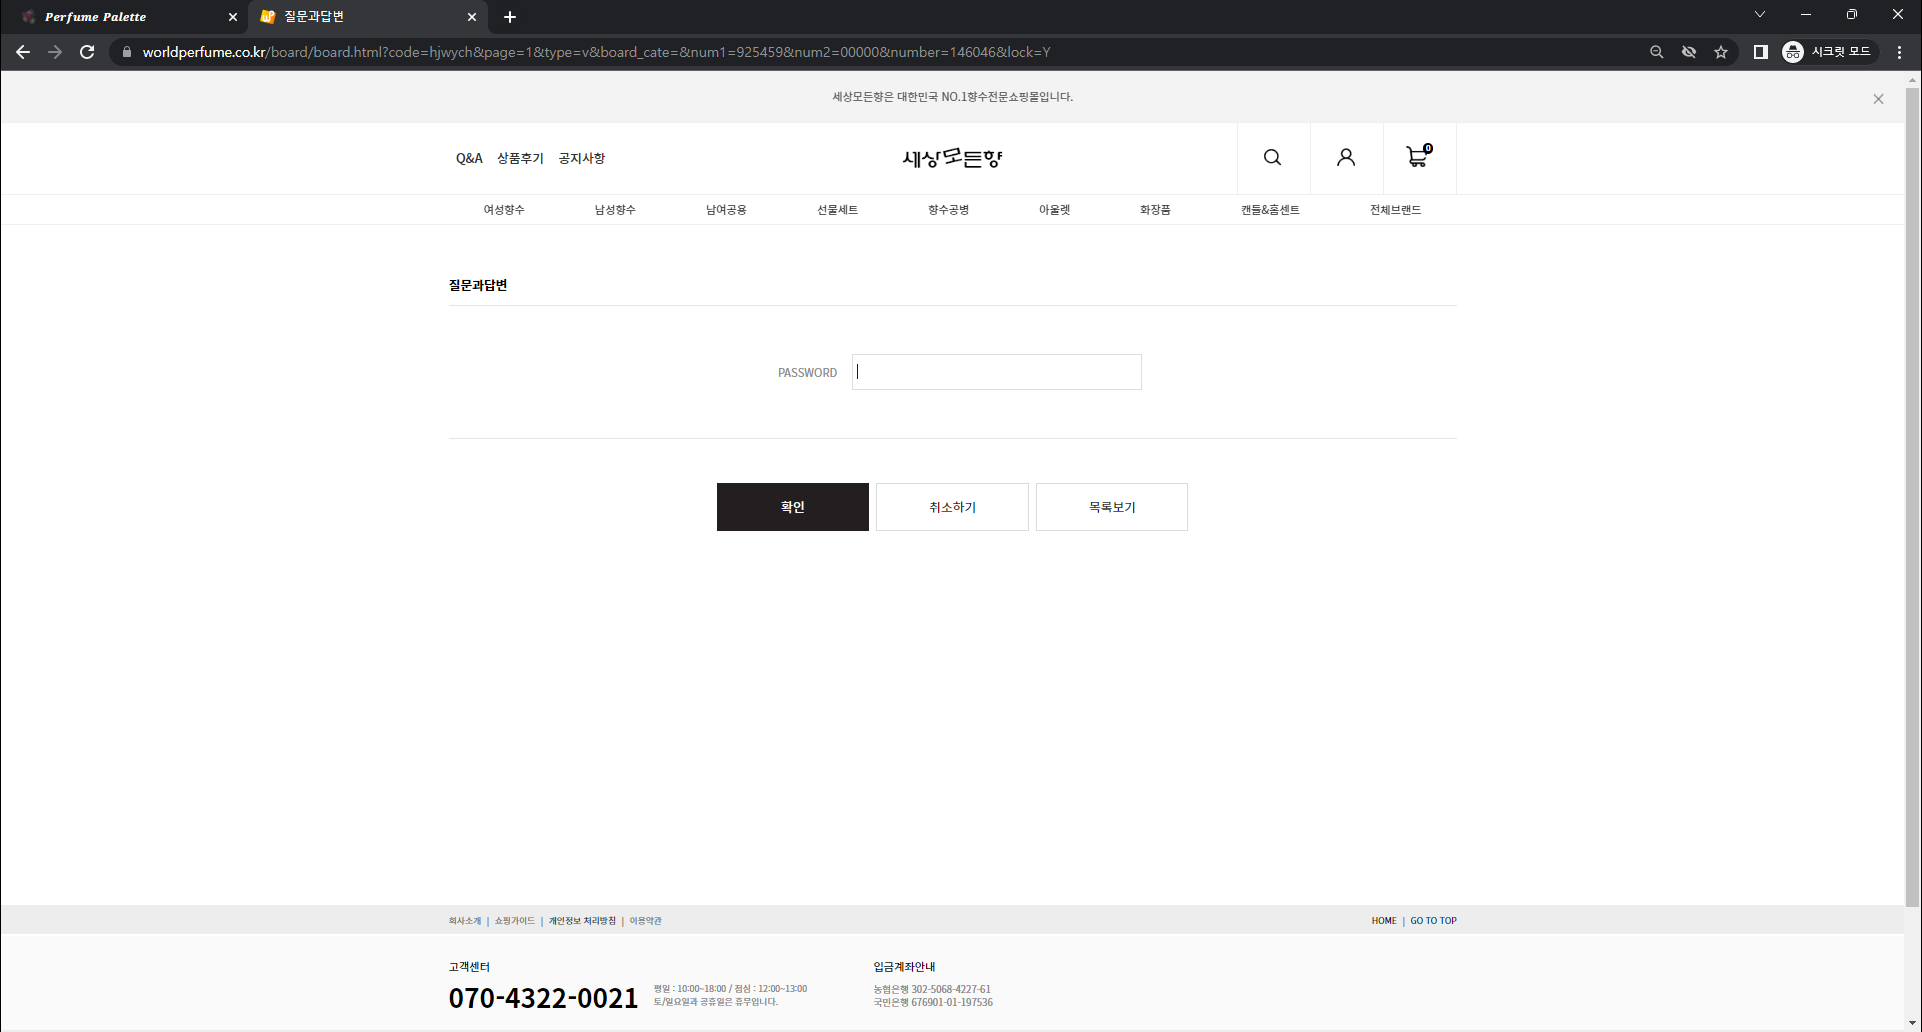 Perfume Palette
질문과답변
worldperfume.co.kr/board/board.html?code=hjwych&page=1&type=v&board_cate=&num1=925459&num2=00000&number=146046&lock=Y
시크릿 모드
세상모든향은 대한민국 NO.1향수전문쇼핑몰입니다.
Q&A 상품후기 공지사항
세상모든향
0
여성향수 남성향수 남여공용 선물세트 향수공병 아울렛 화장품 캔들&홈센트 전체브랜드
질문과답변
PASSWORD
확인 취소하기 목록보기
회사소개 | 쇼핑가이드 | 개인정보 처리방침 | 이용약관
HOME | GO TO TOP
고객센터
070-4322-0021
평일 : 10:00~18:00 / 점심 : 12:00~13:00
토/일요일과 공휴일은 휴무입니다.
입금계좌안내
농협은행 302-5068-4227-61
국민은행 676901-01-197536